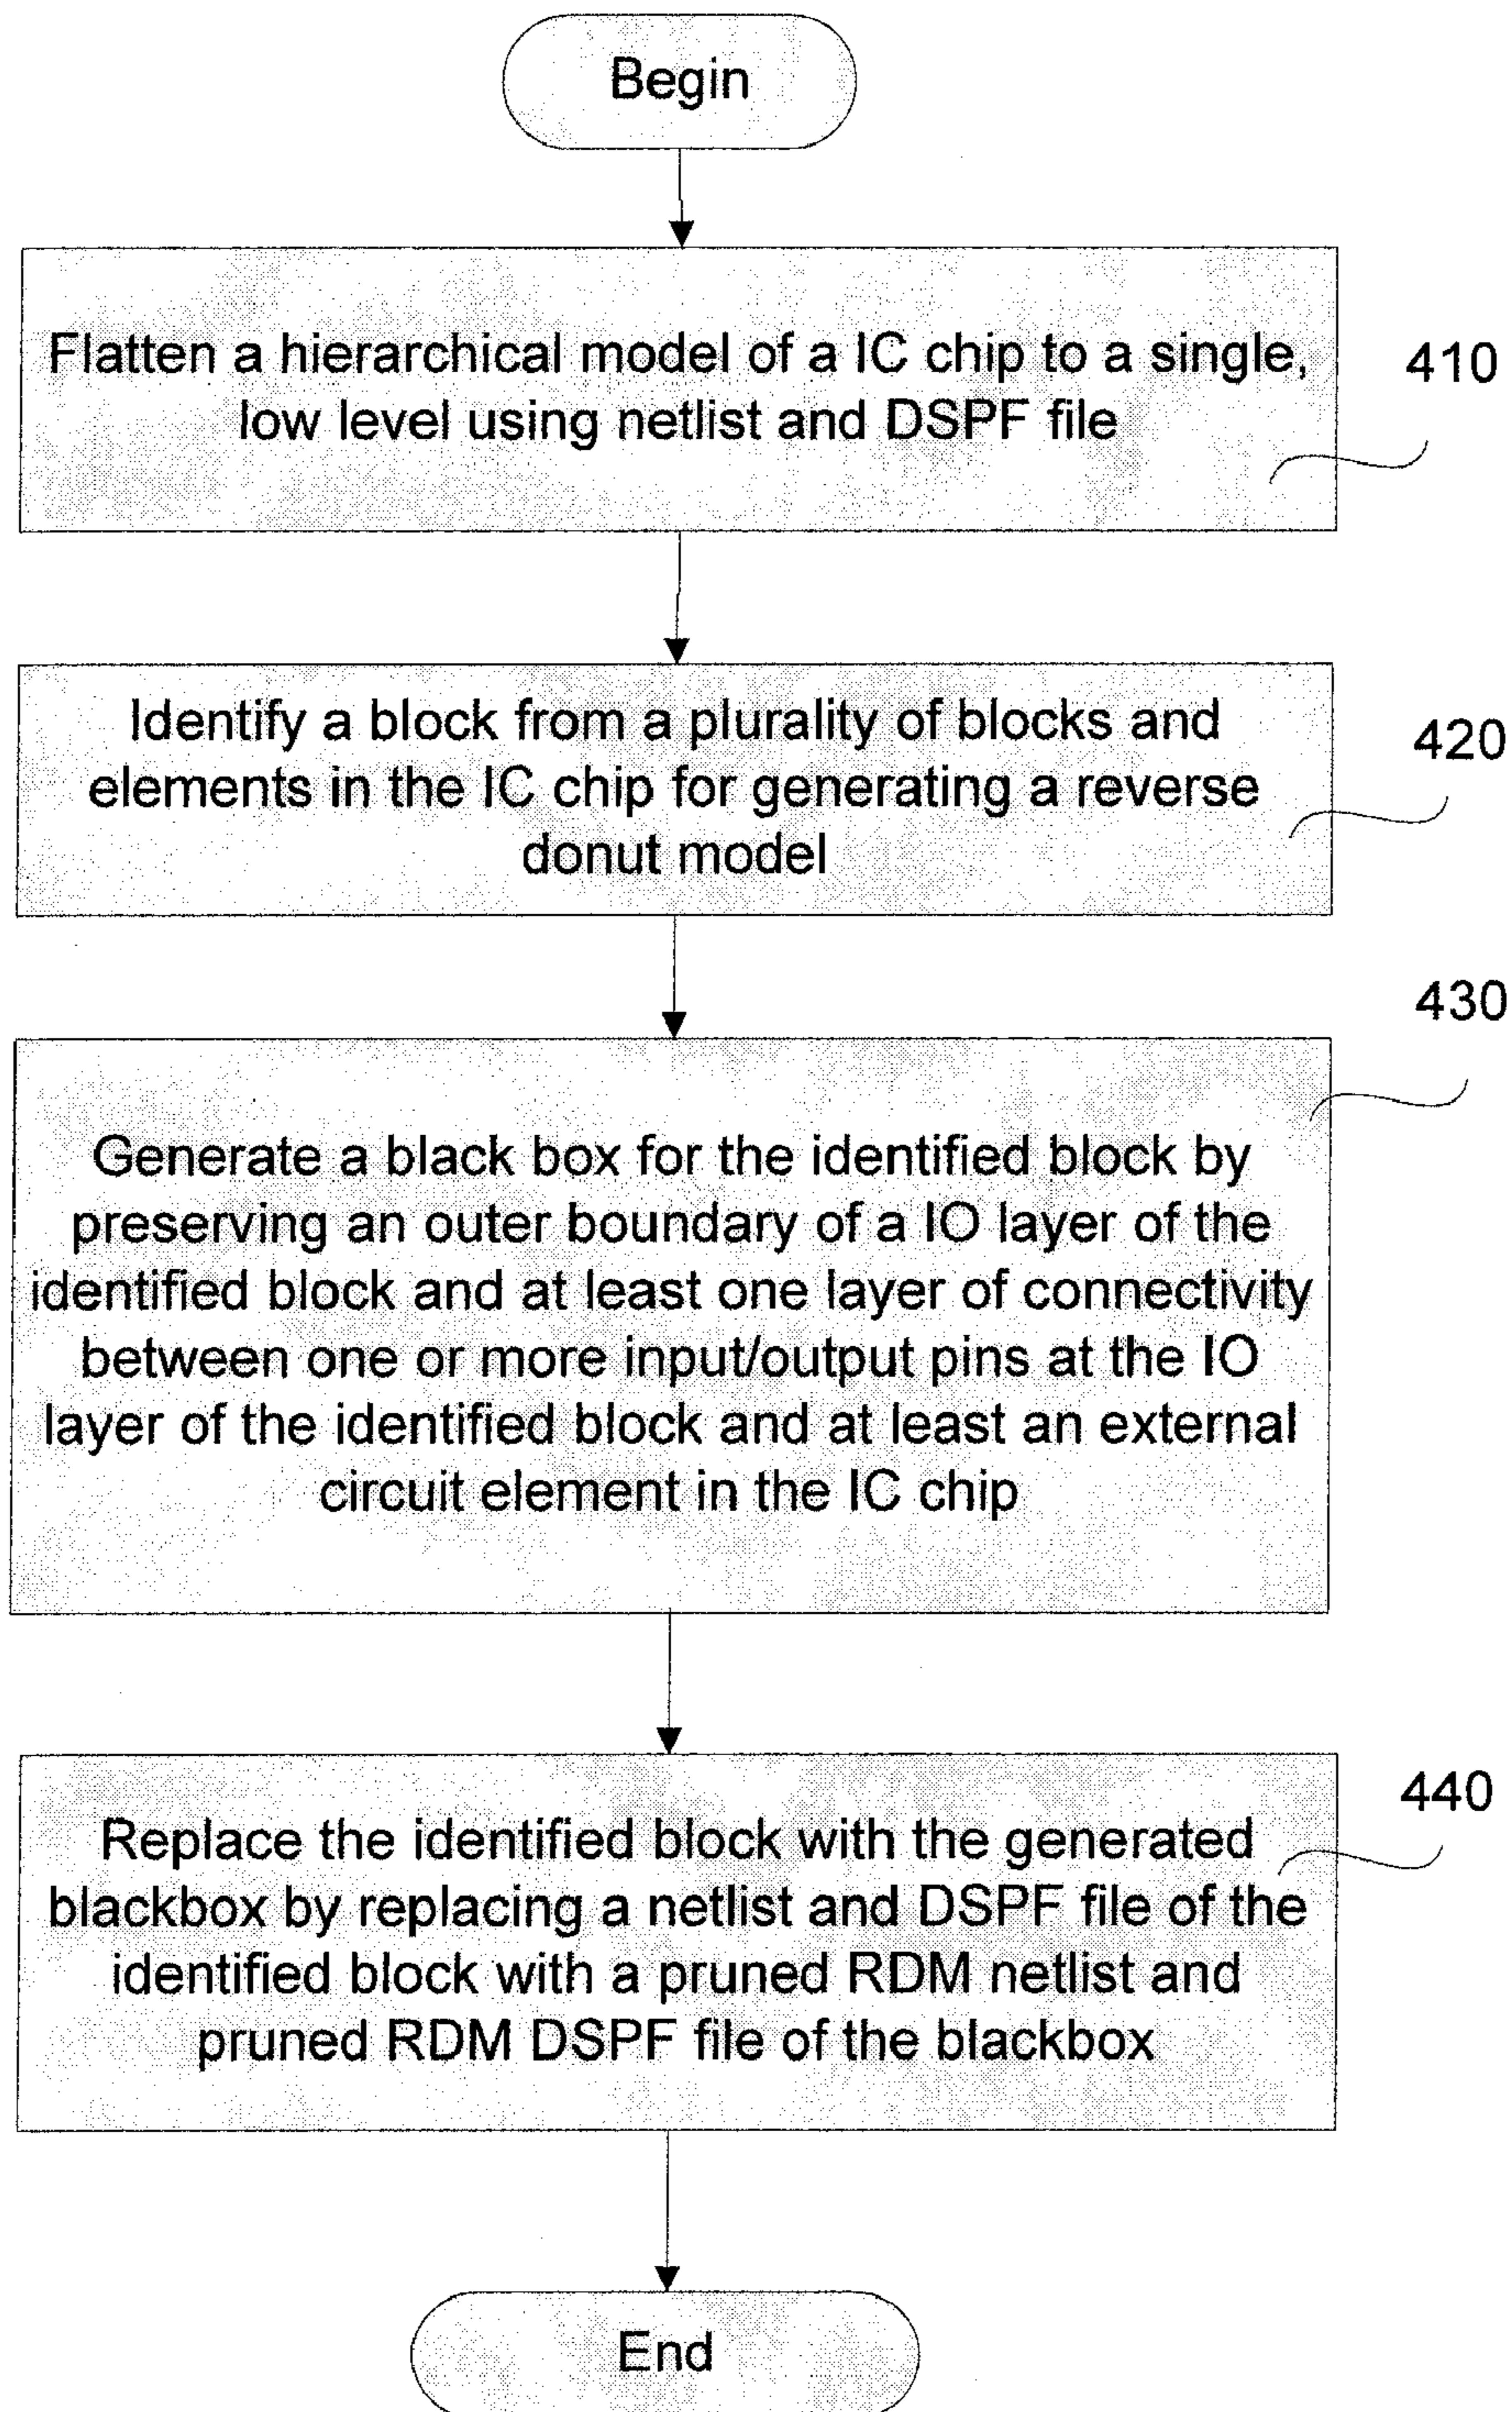 Begin
Flatten a hierarchical model of a IC chip to a single,
low level using netlist and DSPF file
410
Identify a block from a plurality of blocks and
elements in the IC chip for generating a reverse
donut model
420
430
Generate a black box for the identified block by
preserving an outer boundary of a IO layer of the
identified block and at least one layer of connectivity
between one or more input/output pins at the IO
layer of the identified block and at least an external
circuit element in the IC chip
440
Replace the identified block with the generated
blackbox by replacing a netlist and DSPF file of the
identified block with a pruned RDM netlist and
pruned RDM DSPF file of the blackbox
End